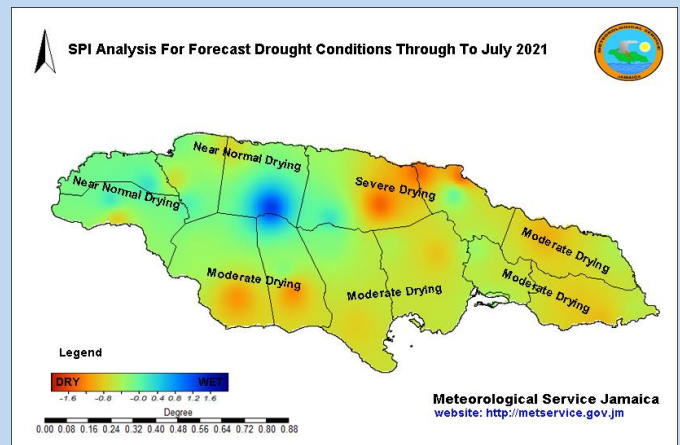 SPI Analysis For Forecast Drought Conditions Through To July 2021
METEOROLOGICAL SERVICE
JAMAICA
Near Normal Drying
Near Normal Drying
Severe Drying
Moderate Drying
Moderate Drying
Moderate Drying
Moderate Drying
Legend
DRY WET
-1.6 -0.8 -0.0 0.4 0.8 1.2 1.6
Degree
0.00 0.08 0.16 0.24 0.32 0.40 0.48 0.56 0.64 0.72 0.80 0.88
Meteorological Service Jamaica
website: http://metservice.gov.jm